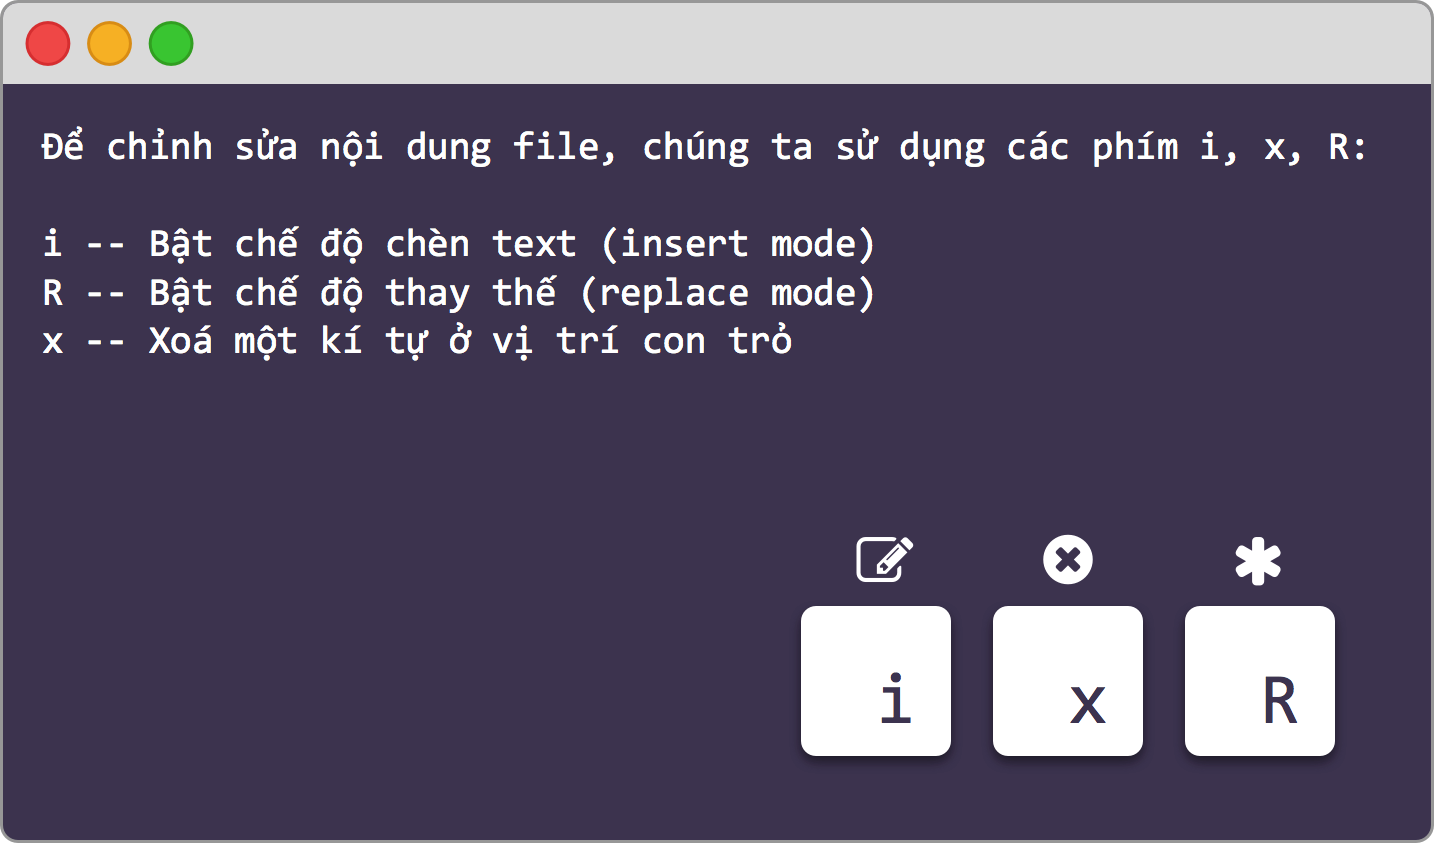 Để chỉnh sửa nội dung file, chúng ta sử dụng các phím i, x, R:
i -- Bật chế độ chèn text (insert mode)
R -- Bật chế độ thay thế (replace mode)
x -- Xoá một kí tự ở vị trí con trỏ
i x R